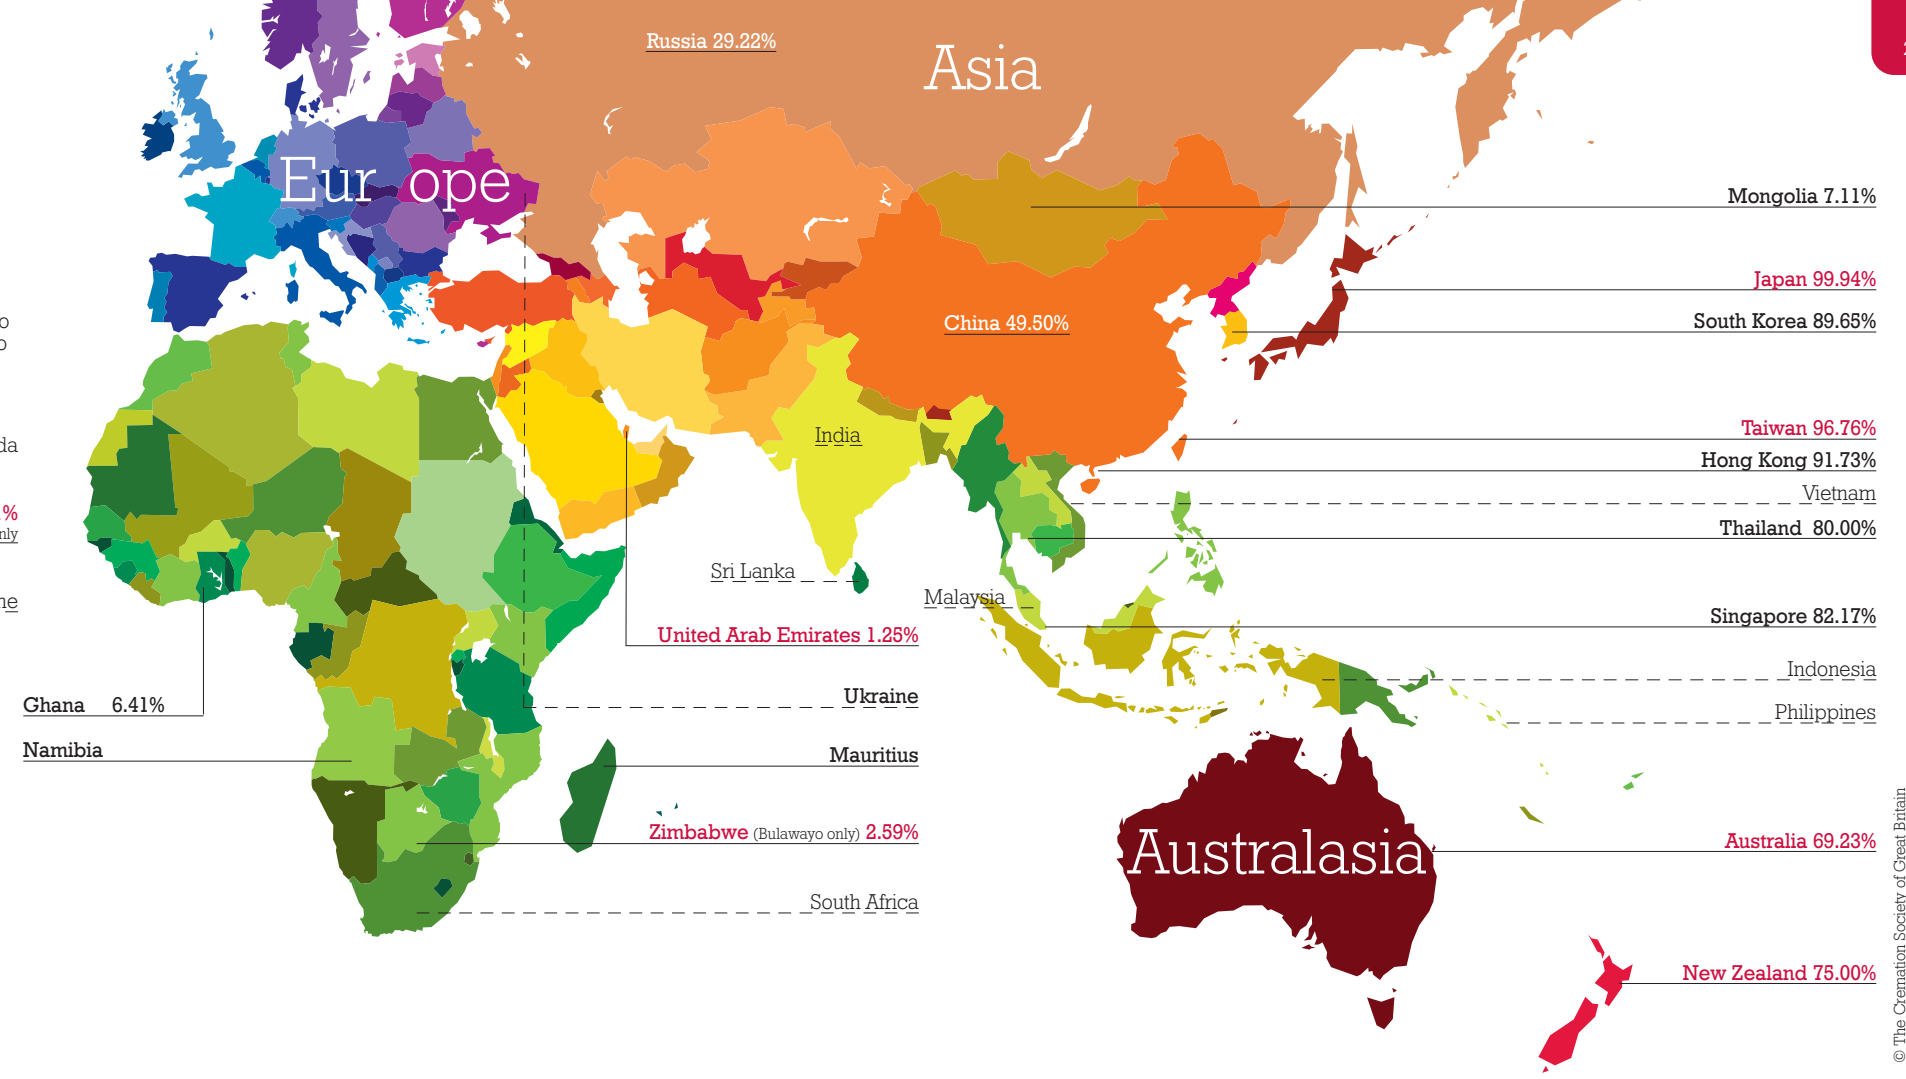 Russia 29.22%
Asia
Europe
Mongolia 7.11%
Japan 99.94%
South Korea 89.65%
China 49.50%
India
Taiwan 96.76%
Hong Kong 91.73%
Vietnam
Thailand 80.00%
Sri Lanka
Malaysia
Singapore 82.17%
United Arab Emirates 1.25%
Indonesia
Ukraine
Ghana 6.41%
Philippines
Namibia
Mauritius
Zimbabwe (Bulawayo only) 2.59%
Australia 69.23%
Australasia
South Africa
New Zealand 75.00%
© The Cremation Society of Great Britain